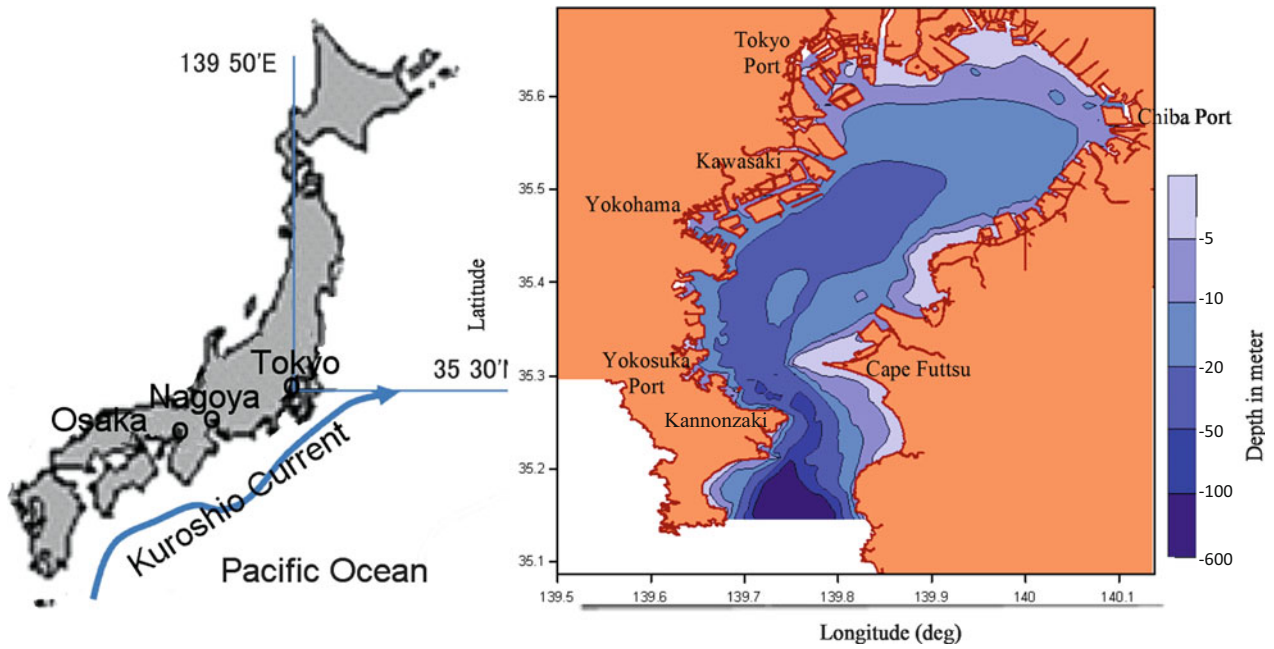 139 50'E
Tokyo
Nagoya
Osaka
Kuroshio Current
Pacific Ocean
35 30'N
Latitude
35.6
35.5
35.4
35.3
35.2
35.1
Tokyo
Port
Chiba Port
Kawasaki
Yokohama
Yokosuka
Port
Cape Futtsu
Kannonzaki
139.5
139.6
139.7
139.8
139.9
140
140.1
Longitude (deg)
-5
-10
-20
-50
-100
-600
Depth in meter